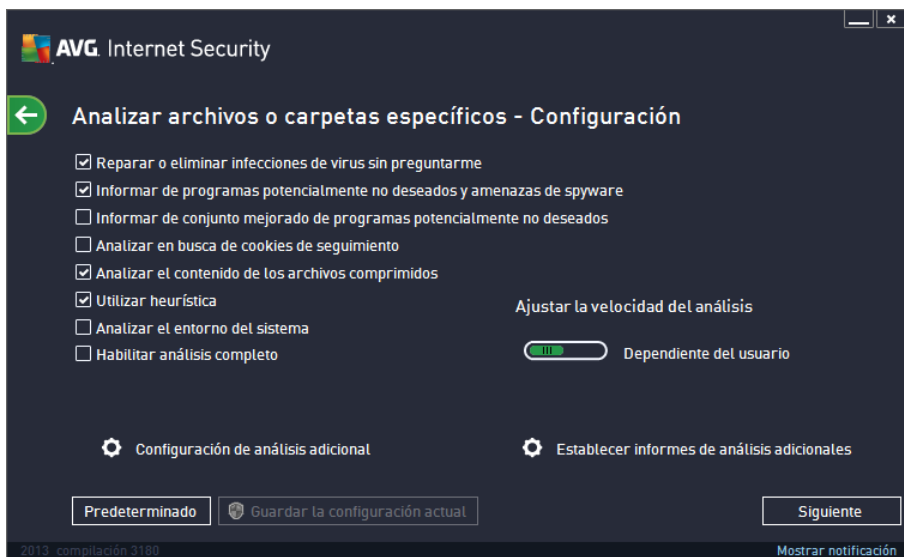 AVG. Internet Security
Analizar archivos o carpetas específicos - Configuración
Reparar o eliminar infecciones de virus sin preguntarme
Informar de programas potencialmente no deseados y amenazas de spyware
Informar de conjunto mejorado de programas potencialmente no deseados
Analizar en busca de cookies de seguimiento
Analizar el contenido de los archivos comprimidos
Utilizar heurística
Ajustar la velocidad del análisis
Analizar el entorno del sistema
Habilitar análisis completo
Dependiente del usuario
Configuración de análisis adicional
Establecer informes de análisis adicionales
Predeterminado
Guardar la configuración actual
Siguiente
2013 compilación 3180
Mostrar notificación